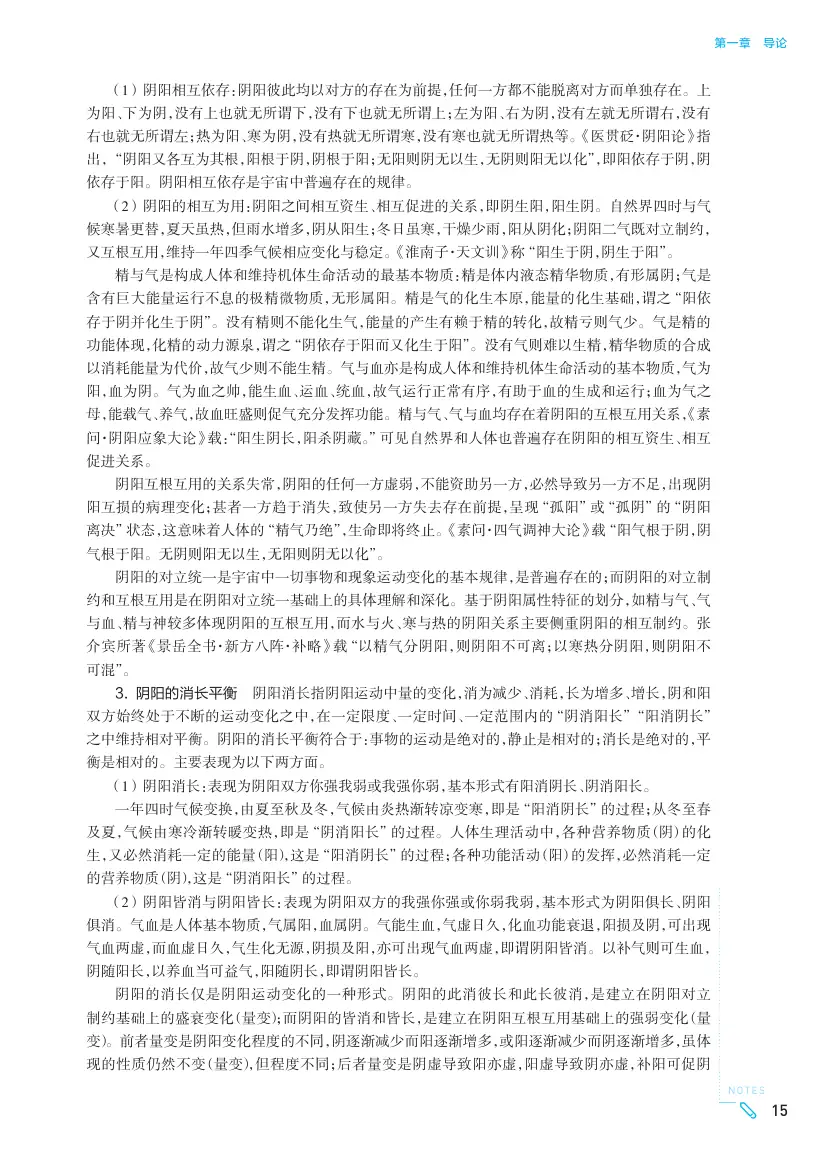 第一章 导论
（1）阴阳相互依存：阴阳彼此均以对方的存在为前提，任何一方都不能脱离对方而单独存在。上
为阳、下为阴，没有上也就无所谓下，没有下也就无所谓上；左为阳、右为阴，没有左就无所谓右，没有
右也就无所谓左；热为阳、寒为阴，没有热就无所谓寒，没有寒也就无所谓热等。《医贯砭·阴阳论》指
出，“阴阳又各互为其根，阳根于阴，阴根于阳；无阳则阴无以生，无阴则阳无以化”，即阳依存于阴，阴
依存于阳。阴阳相互依存是宇宙中普遍存在的规律。
（2）阴阳的相互为用：阴阳之间相互资生、相互促进的关系，即阴生阳，阳生阴。自然界四时与气
候寒暑更替，夏天虽热，但雨水增多，阴从阳生；冬日虽寒，干燥少雨，阳从阴化；阴阳二气既对立制约，
又互根互用，维持一年四季气候相应变化与稳定。《淮南子·天文训》称“阳生于阴，阴生于阳”。
精与气是构成人体和维持机体生命活动的最基本物质：精是体内液态精华物质，有形属阴；气是
含有巨大能量运行不息的极精微物质，无形属阳。精是气的化生本原，能量的化生基础，谓之“阳依
存于阴并化生于阴”。没有精则不能化生气，能量的产生有赖于精的转化，故精亏则气少。气是精的
功能体现，化精的动力源泉，谓之“阴依存于阳而又化生于阳”。没有气则难以生精，精华物质的合成
以消耗能量为代价，故气少则不能生精。气与血亦是构成人体和维持机体生命活动的基本物质，气为
阳，血为阴。气为血之帅，能生血、运血、统血，故气运行正常有序，有助于血的生成和运行；血为气之
母，能载气、养气，故血旺盛则促气充分发挥功能。精与气、气与血均存在着阴阳的互根互用关系，《素
问·阴阳应象大论》载：“阳生阴长，阳杀阴藏。”可见自然界和人体也普遍存在阴阳的相互资生、相互
促进关系。
阴阳互根互用的关系失常，阴阳的任何一方虚弱，不能资助另一方，必然导致另一方不足，出现阴
阳互损的病理变化；甚者一方趋于消失，致使另一方失去存在前提，呈现“孤阳”或“孤阴”的“阴阳
离决”状态，这意味着人体的“精气乃绝”，生命即将终止。《素问·四气调神大论》载“阳气根于阴，阴
气根于阳。无阴则阳无以生，无阳则阴无以化”。
阴阳的对立统一是宇宙中一切事物和现象运动变化的基本规律，是普遍存在的；而阴阳的对立制
约和互根互用是在阴阳对立统一基础上的具体理解和深化。基于阴阳属性特征的划分，如精与气、气
与血、精与神较多体现阴阳的互根互用，而水与火、寒与热的阴阳关系主要侧重阴阳的相互制约。张
介宾所著《景岳全书·新方八阵·补略》载“以精气分阴阳，则阴阳不可离；以寒热分阴阳，则阴阳不
可混”。
3. 阴阳的消长平衡 阴阳消长指阴阳运动中量的变化，消为减少、消耗，长为增多、增长，阴和阳
双方始终处于不断的运动变化之中，在一定限度、一定时间、一定范围内的“阴消阳长”“阳消阴长”
之中维持相对平衡。阴阳的消长平衡符合于：事物的运动是绝对的，静止是相对的；消长是绝对的，平
衡是相对的。主要表现为以下两方面。
（1）阴阳消长：表现为阴阳双方你强我弱或我强你弱，基本形式有阳消阴长、阴消阳长。
一年四时气候变换，由夏至秋及冬，气候由炎热渐转凉变寒，即是“阳消阴长”的过程；从冬至春
及夏，气候由寒冷渐转暖变热，即是“阴消阳长”的过程。人体生理活动中，各种营养物质（阴）的化
生，又必然消耗一定的能量（阳），这是“阳消阴长”的过程；各种功能活动（阳）的发挥，必然消耗一定
的营养物质（阴），这是“阴消阳长”的过程。
（2）阴阳皆消与阴阳皆长：表现为阴阳双方的我强你强或你弱我弱，基本形式为阴阳俱长、阴阳
俱消。气血是人体基本物质，气属阳，血属阴。气能生血，气虚日久，化血功能衰退，阳损及阴，可出现
气血两虚，而血虚日久，气生化无源，阴损及阳，亦可出现气血两虚，即谓阴阳皆消。以补气则可生血，
阴随阳长，以养血当可益气，阳随阴长，即谓阴阳皆长。
阴阳的消长仅是阴阳运动变化的一种形式。阴阳的此消彼长和此长彼消，是建立在阴阳对立
制约基础上的盛衰变化（量变）；而阴阳的皆消和皆长，是建立在阴阳互根互用基础上的强弱变化（量
变）。前者量变是阴阳变化程度的不同，阴逐渐减少而阳逐渐增多，或阳逐渐减少而阴逐渐增多，虽体
现的性质仍然不变（量变），但程度不同；后者量变是阴虚导致阳亦虚，阳虚导致阴亦虚，补阳可促阴
NOTES
15